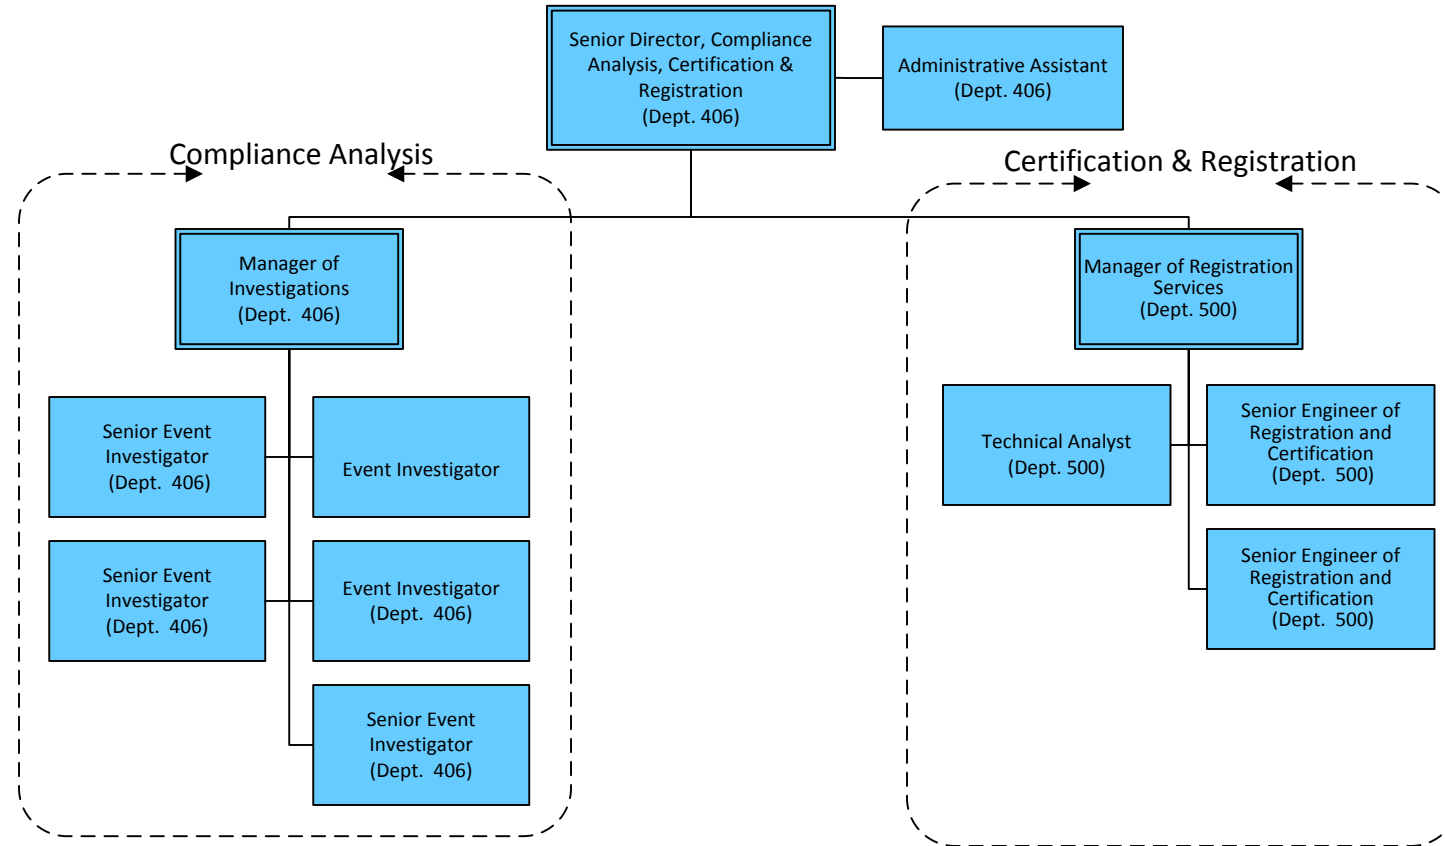 Senior Director, Compliance
Analysis, Certification &
Registration
(Dept. 406)
Administrative Assistant
(Dept. 406)
Compliance Analysis
Certification & Registration
Manager of
Investigations
(Dept.  406)
Manager of Registration
Services
(Dept. 500)
Senior Event
Investigator
(Dept.  406)
Event Investigator
Technical Analyst
(Dept. 500)
Senior Engineer of
Registration and
Certification
(Dept.  500)
Senior Event
Investigator
(Dept.  406)
Event Investigator
(Dept.  406)
Senior Engineer of
Registration and
Certification
(Dept.  500)
Senior Event
Investigator
(Dept.  406)